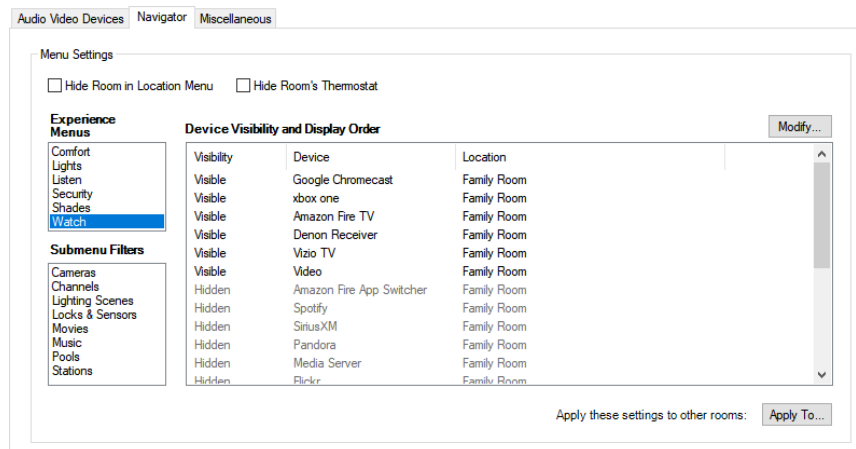 Audio Video Devices Navigator Miscellaneous
Menu Settings
Hide Room in Location Menu Hide Room's Thermostat
Experience
Menus
Device Visibility and Display Order
Modify...
Comfort
Lights
Listen
Security
Shades
Watch
Submenu Filters
Cameras
Channels
Lighting Scenes
Locks & Sensors
Movies
Music
Pools
Stations
Visibility Device Location
Visible Google Chromecast Family Room
Visible xbox one Family Room
Visible Amazon Fire TV Family Room
Visible Denon Receiver Family Room
Visible Vizio TV Family Room
Visible Video Family Room
Hidden Amazon Fire App Switcher Family Room
Hidden Spotify Family Room
Hidden SiriusXM Family Room
Hidden Pandora Family Room
Hidden Media Server Family Room
Hidden Flickr Family Room
Apply these settings to other rooms: Apply To...